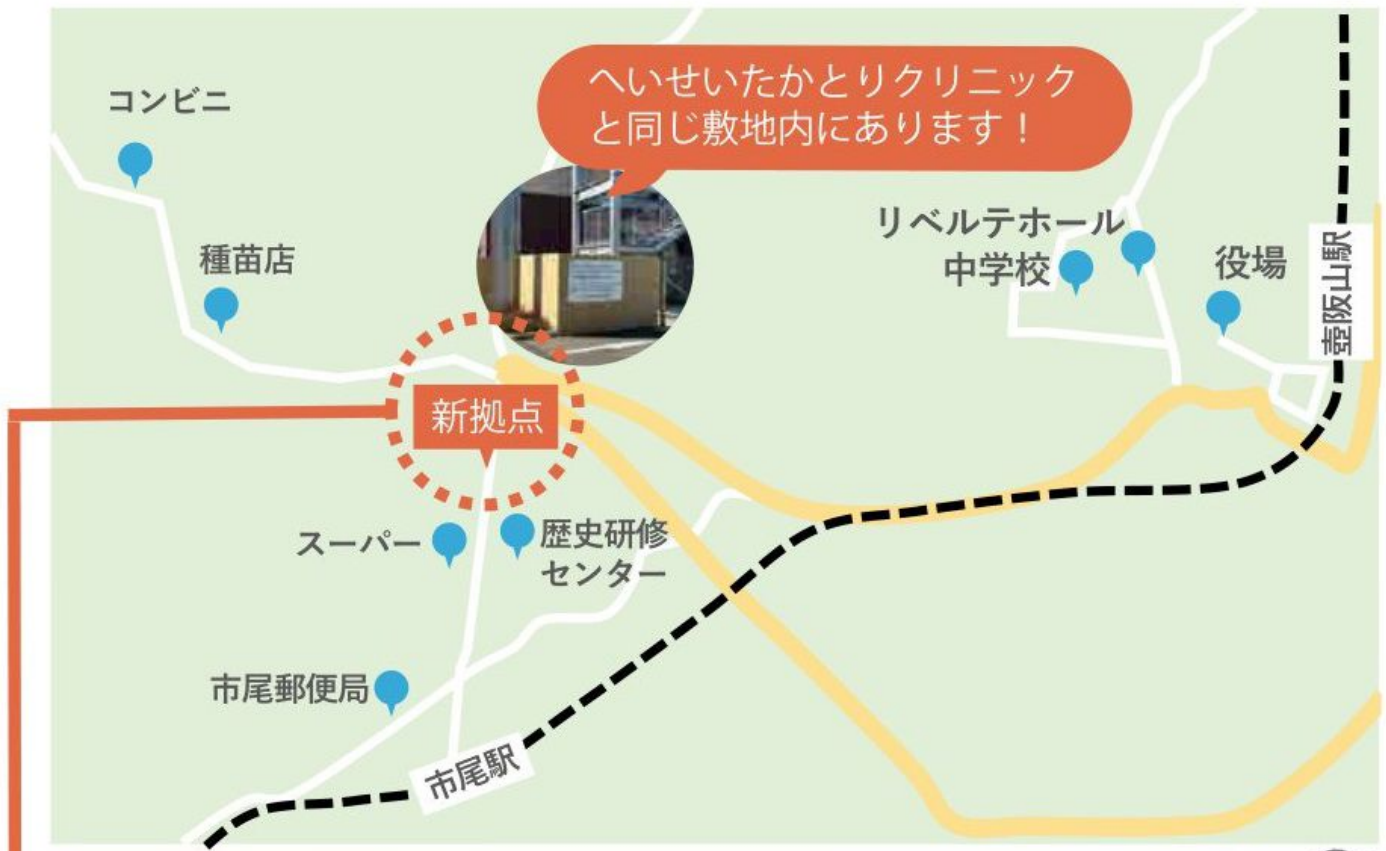 へいせいたかとりクリニック
と同じ敷地内にあります！
コンビニ
種苗店
リベルテホール
中学校
役場
壺阪山駅
新拠点
スーパー
歴史研修
センター
市尾郵便局
市尾駅